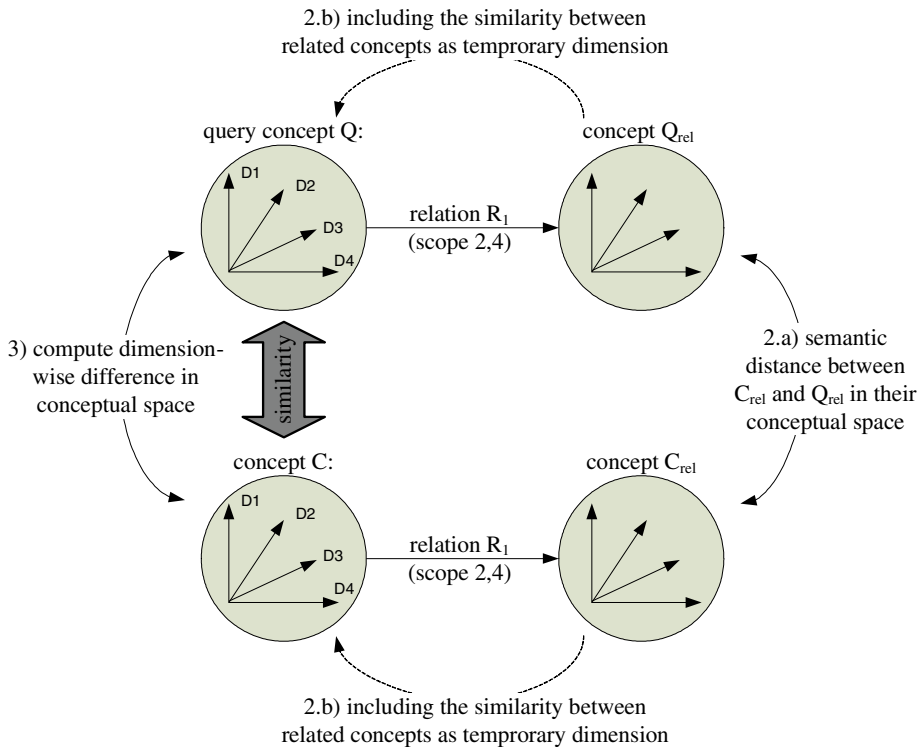 2.b) including the similarity between
related concepts as temprorary dimension
query concept Q:
concept Qrel
D1
D2
D3
D4
relation R1
(scope 2,4)
3) compute dimension-
wise difference in
conceptual space
similarity
2.a) semantic
distance between
Crel and Qrel in their
conceptual space
concept C:
concept Crel
D1
D2
D3
D4
relation R1
(scope 2,4)
2.b) including the similarity between
related concepts as temprorary dimension